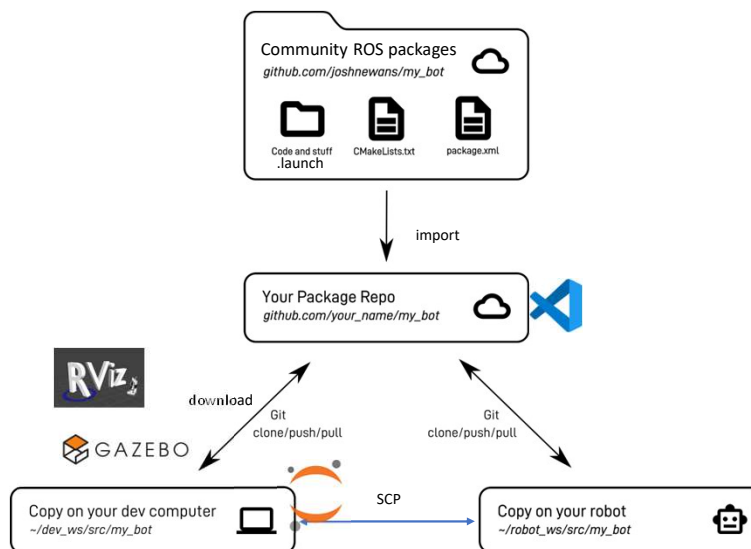 Community ROS packages
github.com/joshnewans/my_bot
Code and stuff
.launch
CMakeLists.txt
package.xml
import
Your Package Repo
github.com/your_name/my_bot
RViz
download
Git
clone/push/pull
Git
clone/push/pull
GAZEBO
Copy on your dev computer
~/dev_ws/src/my_bot
SCP
Copy on your robot
~/robot_ws/src/my_bot